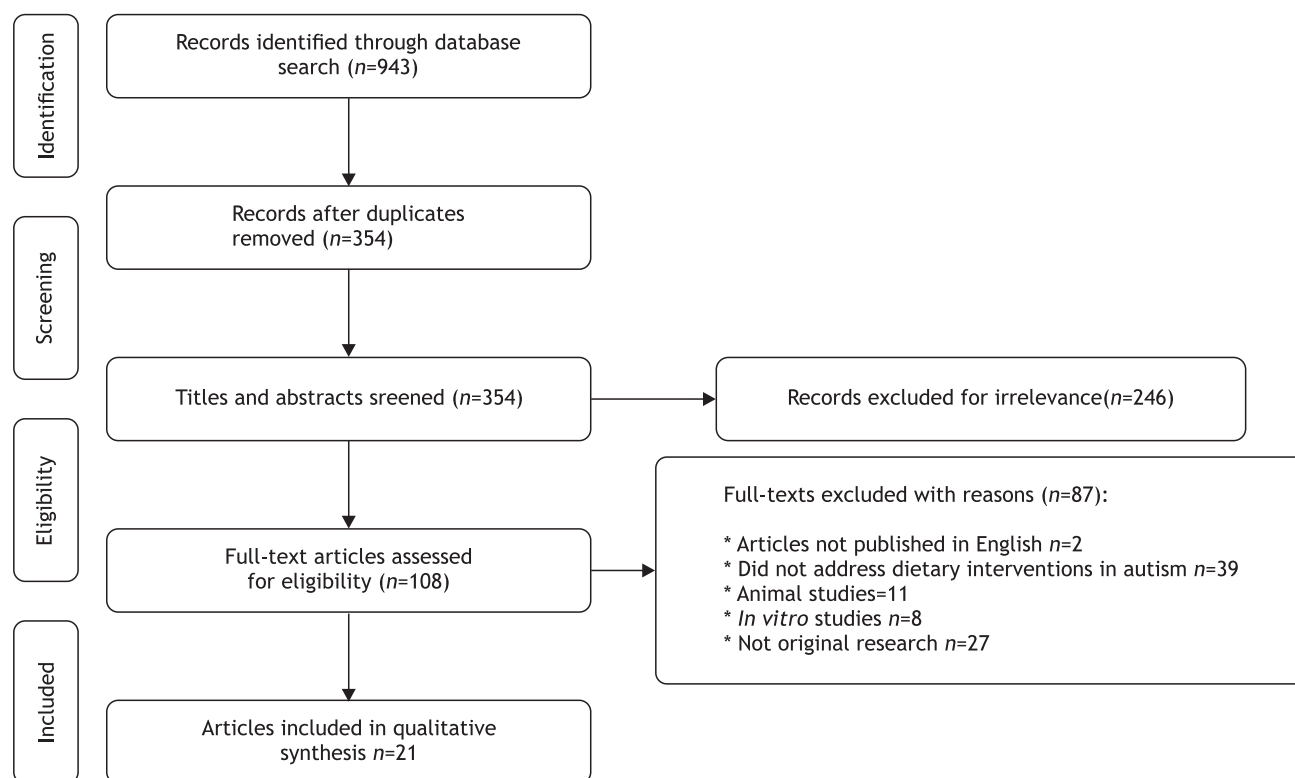 Identification
Records identified through database
search (n=943)
Records after duplicates
removed (n=354)
Screening
Titles and abstracts sreened (n=354)
Records excluded for irrelevance(n=246)
Eligibility
Full-text articles assessed
for eligibility (n=108)
Full-texts excluded with reasons (n=87):
* Articles not published in English n=2
* Did not address dietary interventions in autism n=39
* Animal studies=11
* In vitro studies n=8
* Not original research n=27
Included
Articles included in qualitative
synthesis n=21